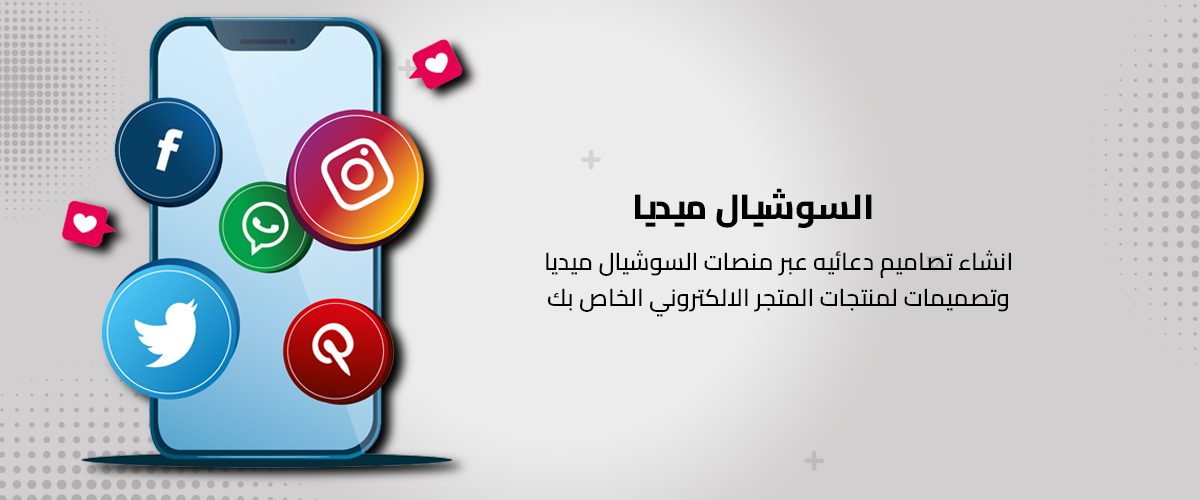 السوشيال ميديا
انشاء تصاميم دعائيه عبر منصات السوشيال ميديا
وتصميمات لمنتجات المتجر الالكتروني الخاص بك